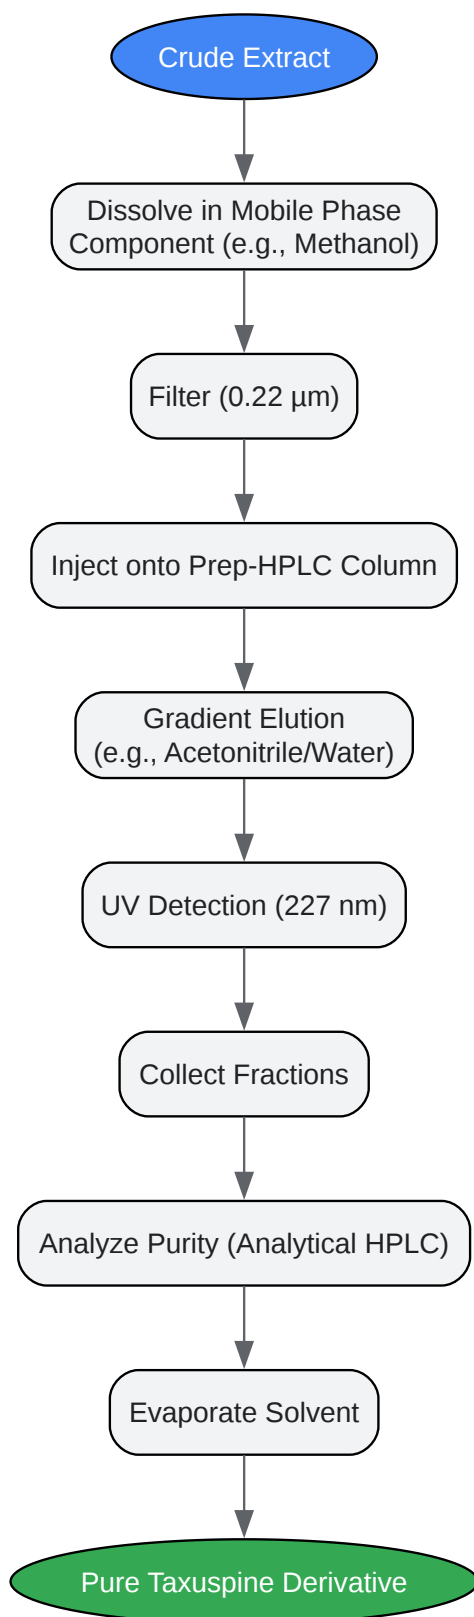 Crude Extract
Dissolve in Mobile Phase
Component (e.g., Methanol)
Filter (0.22 µm)
Inject onto Prep-HPLC Column
Gradient Elution
(e.g., Acetonitrile/Water)
UV Detection (227 nm)
Collect Fractions
Analyze Purity (Analytical HPLC)
Evaporate Solvent
Pure Taxuspine Derivative